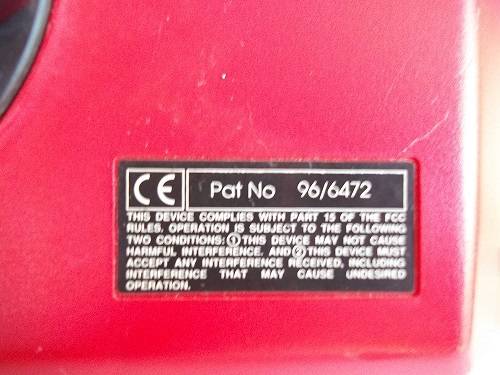 CE Pat No 96/6472
THIS DEVICE COMPLIES WITH PART 15 OF THE FCC
RULES. OPERATION IS SUBJECT TO THE FOLLOWING
TWO CONDITIONS: ① THIS DEVICE MAY NOT CAUSE
HARMFUL INTERFERENCE. AND ② THIS DEVICE MUST
ACCEPT ANY INTERFERENCE RECEIVED, INCLUDING
INTERFERENCE THAT MAY CAUSE UNDESIRED
OPERATION.